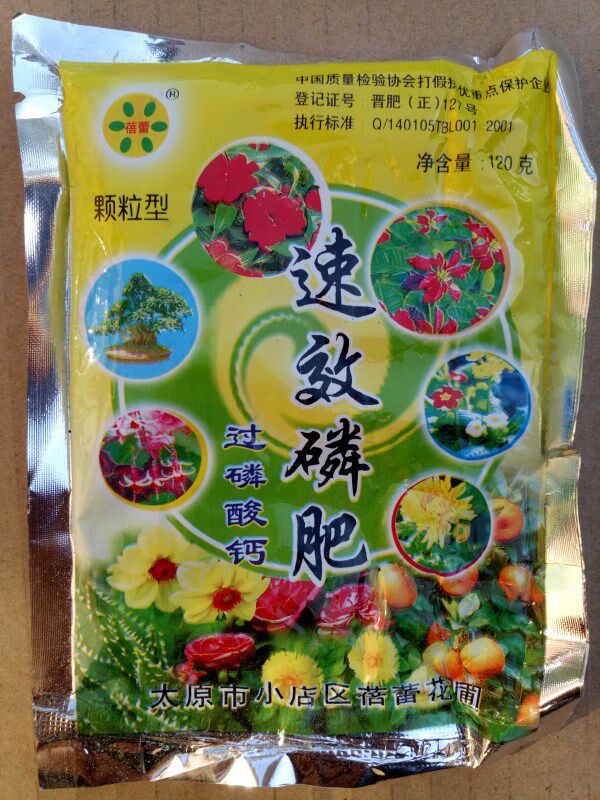 中国质量检验协会打假扶优重点保护企
登记证号：晋肥（正）127号
执行标准：Q/140105TBL001-2001
净含量：120克
蓓蕾
®
颗粒型
速效磷肥
过磷酸钙
太原市小店区蓓蕾花圃